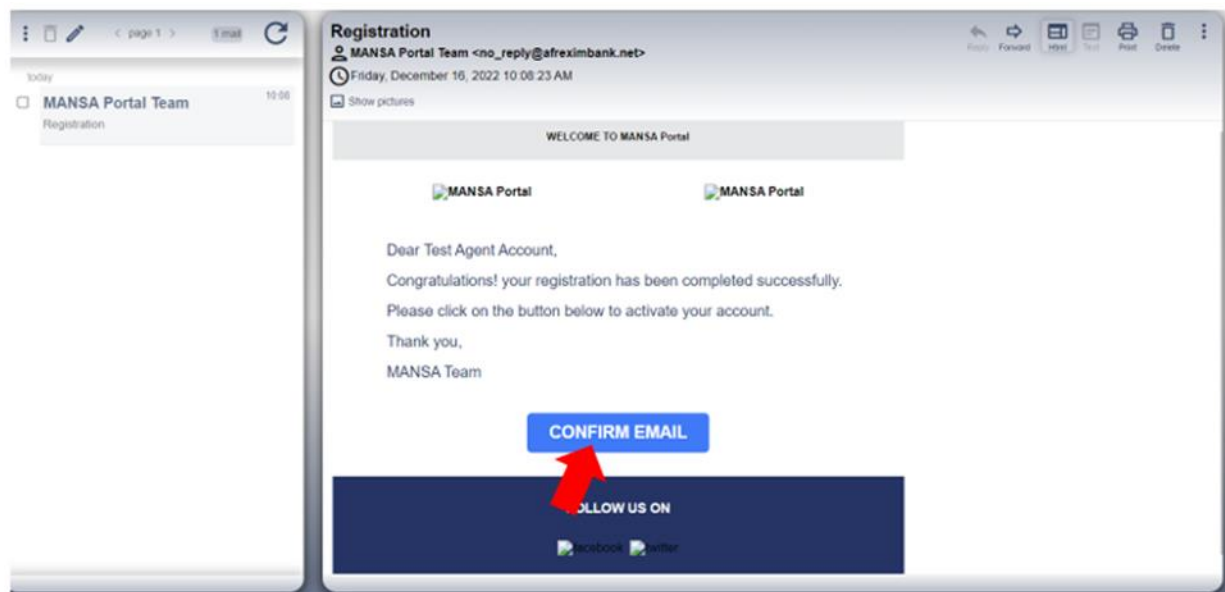 < page 1 >
1 mail
today
MANSA Portal Team
10:08
Registration
Registration
MANSA Portal Team <no_reply@afreximbank.net>
Friday, December 16, 2022 10:08:23 AM
Show pictures
Reply Forward Html Text Print Delete
WELCOME TO MANSA Portal
MANSA Portal MANSA Portal
Dear Test Agent Account,
Congratulations! your registration has been completed successfully.
Please click on the button below to activate your account.
Thank you,
MANSA Team
CONFIRM EMAIL
FOLLOW US ON
facebook twitter